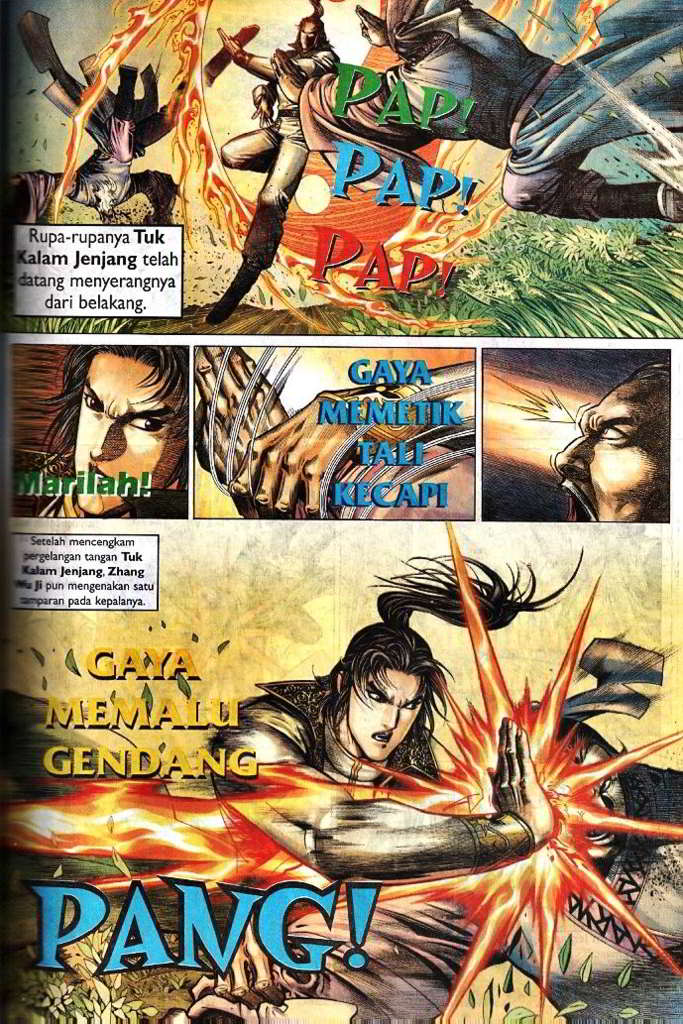 PAP!
PAP!
PAP!
Rupa-rupanya Tuk
Kalam Jenjang telah
datang menyerangnya
dari belakang.
Marilah!
GAYA
MEMETIK
TALI
KECAPI
Setelah mencengkam
pergelangan tangan Tuk
Kalam Jenjang, Zhang
Wu Ji pun mengenakan satu
tamparan pada kepalanya.
GAYA
MEMALU
GENDANG
PANG!